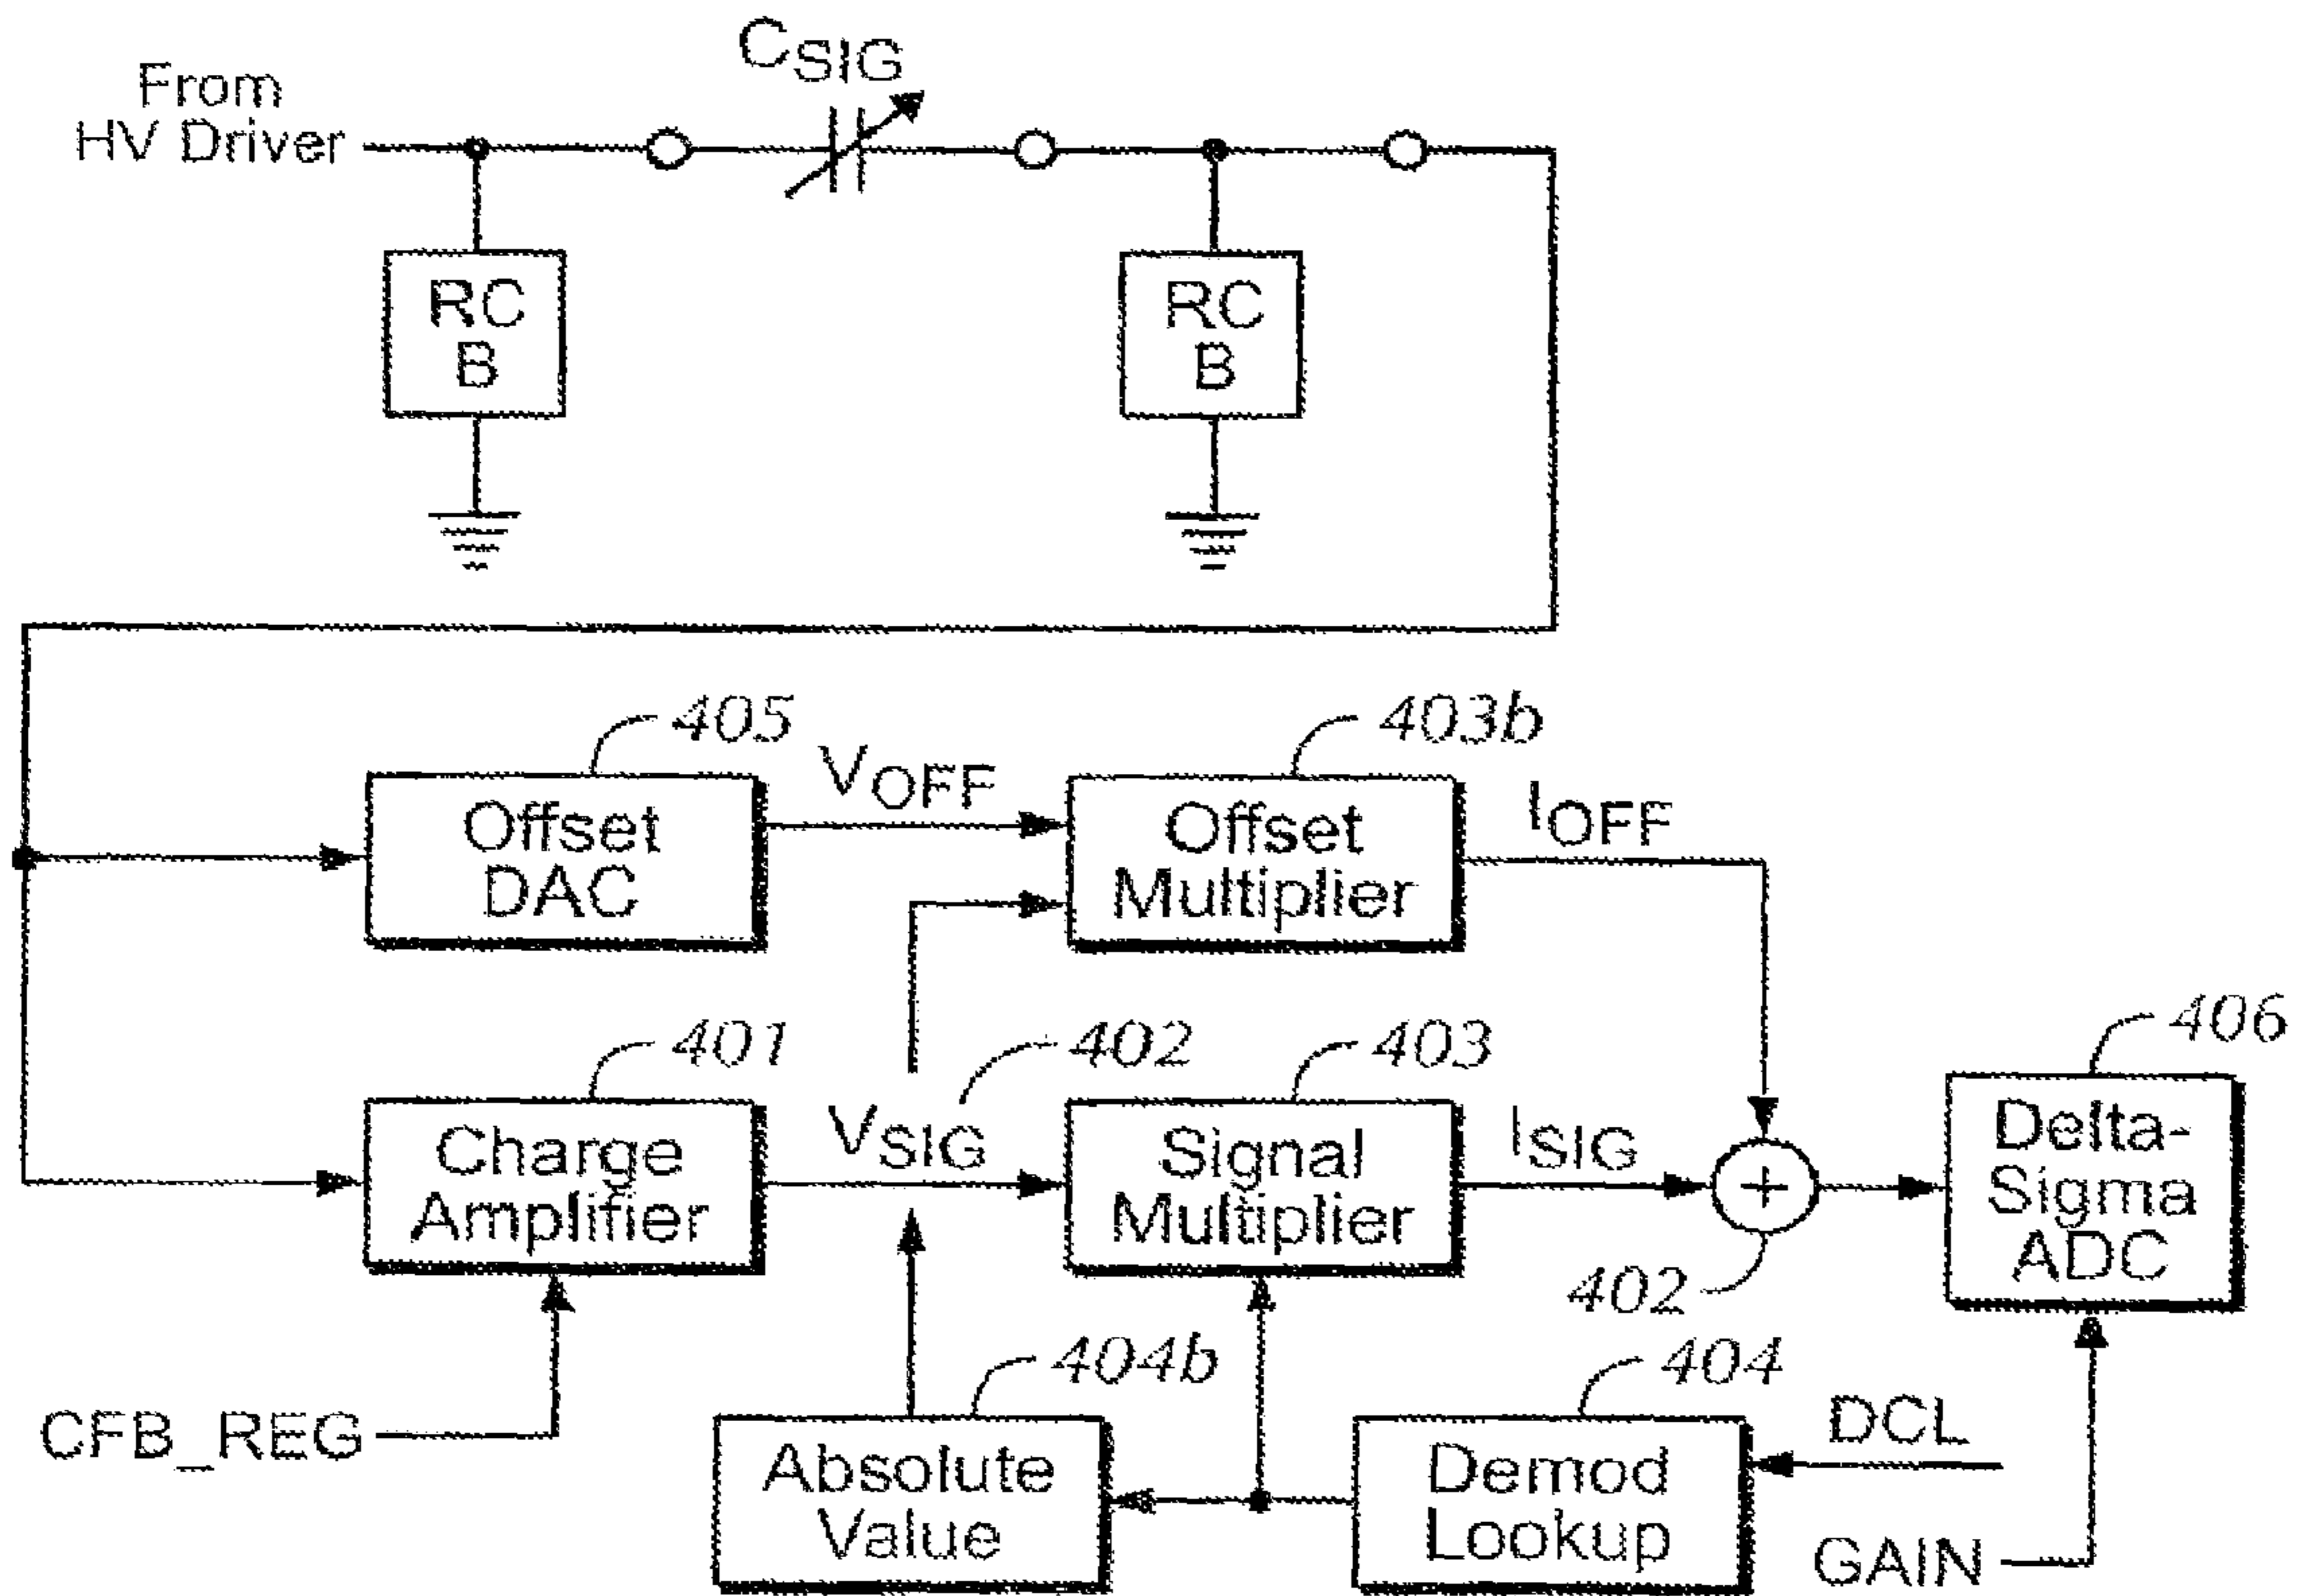 From
HV Driver
CSIG
RC
B
RC
B
405
Offset
DAC
VOFF
403b
Offset
Multiplier
IOFF
401
Charge
Amplifier
VSIG
402
403
Signal
Multiplier
ISIG
+
402
406
Delta-
Sigma
ADC
CFB_REG
404b
Absolute
Value
404
Demod
Lookup
DCL
GAIN